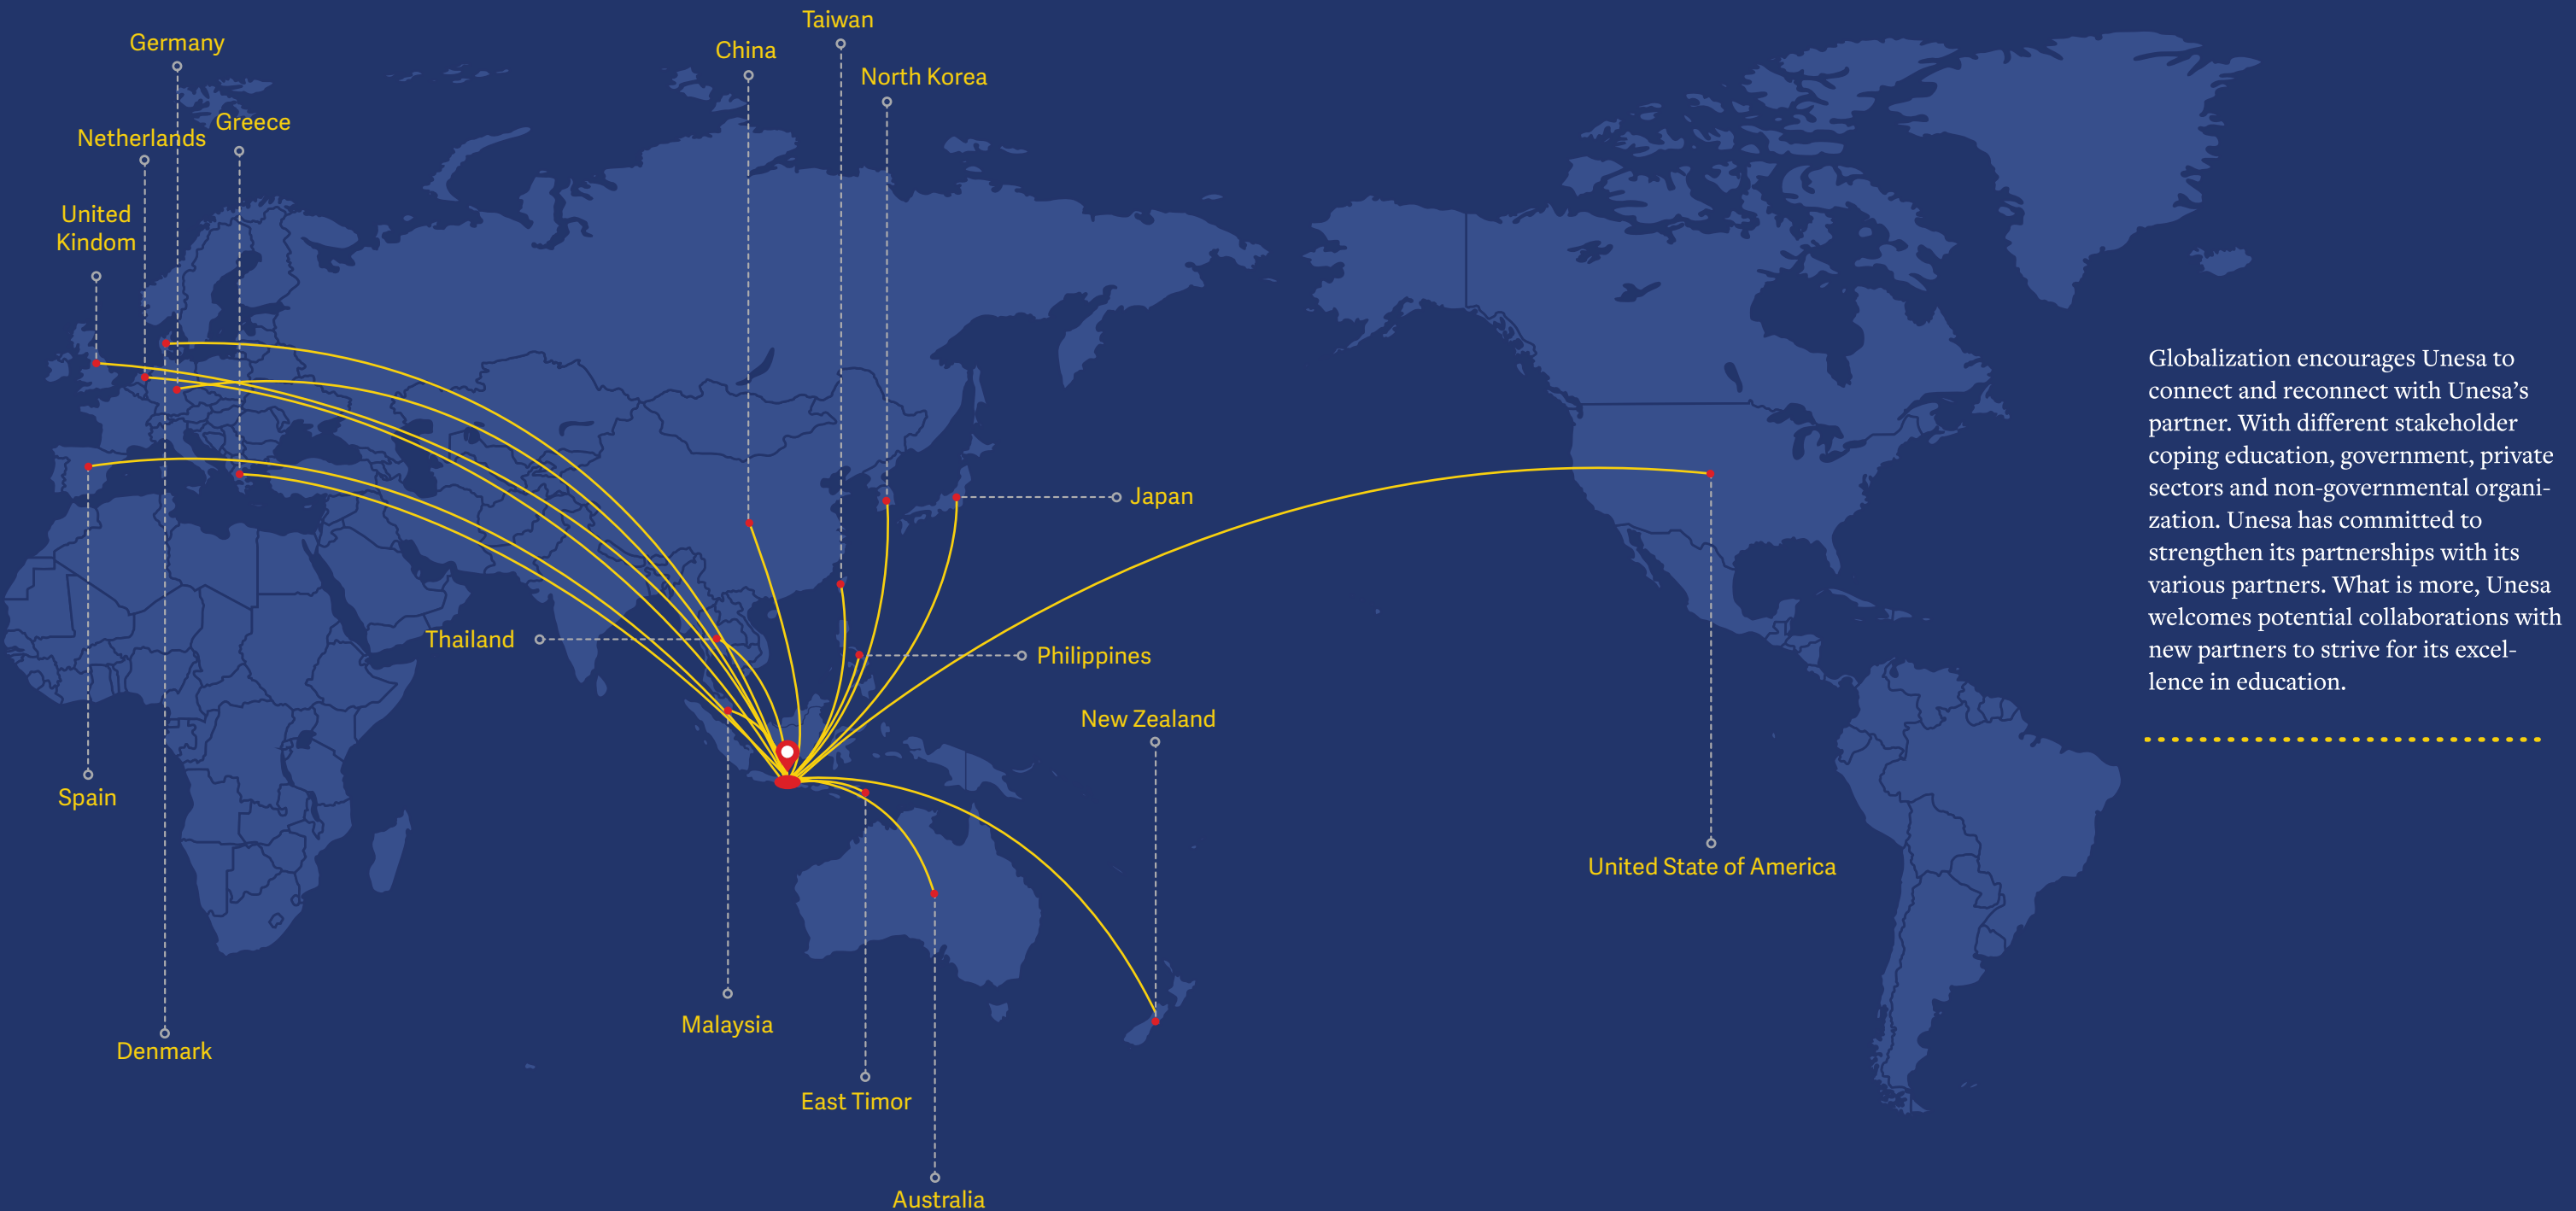 Taiwan
Germany
China
North Korea
Greece
Netherlands
United
Kindom
Japan
Thailand
Philippines
New Zealand
Spain
United State of America
Malaysia
Denmark
East Timor
Australia
Globalization encourages Unesa to
connect and reconnect with Unesa’s
partner. With different stakeholder
coping education, government, private
sectors and non-governmental organi-
zation. Unesa has committed to
strengthen its partnerships with its
various partners. What is more, Unesa
welcomes potential collaborations with
new partners to strive for its excel-
lence in education.